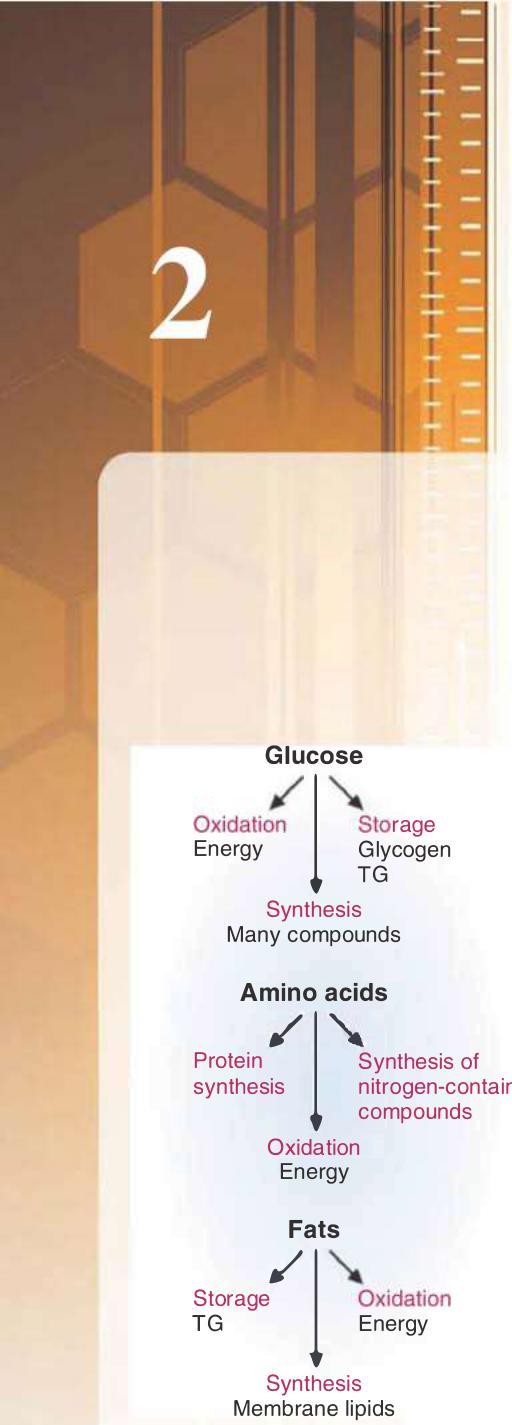 2
Glucose
Oxidation
Energy
Storage
Glycogen
TG
Synthesis
Many compounds
Amino acids
Protein
synthesis
Synthesis of
nitrogen-contain
compounds
Oxidation
Energy
Fats
Storage
TG
Oxidation
Energy
Synthesis
Membrane lipids